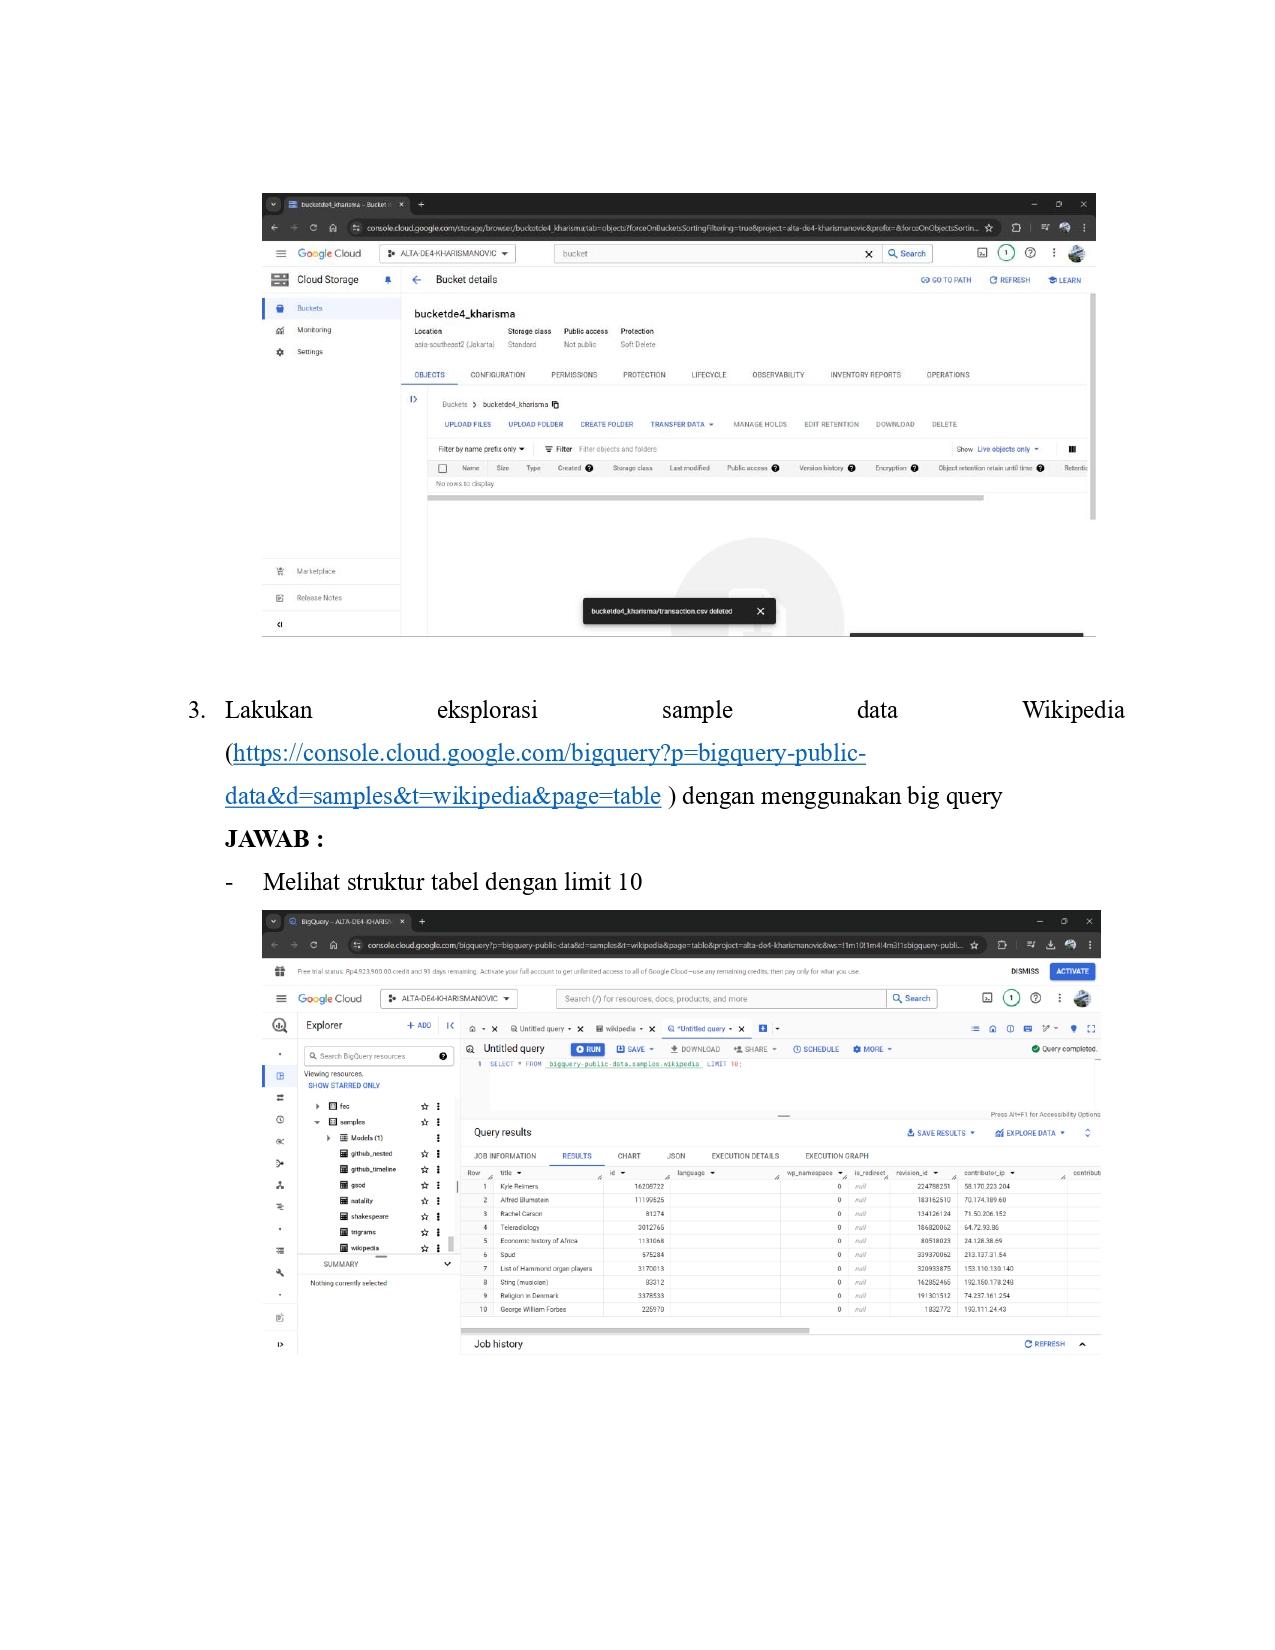 bucketde4_kharisma – Bucket
console.cloud.google.com/storage/browser/bucketde4_kharisma;tab=objects?forceOnBucketsSortingFiltering=true&project=alta-de4-kharismanovic&prefix=&forceOnObjectsSortin...
Google Cloud ALTA-DE4-KHARISMANOVIC bucket Search 1
Cloud Storage Bucket details GO TO PATH REFRESH LEARN
Buckets
Monitoring
Settings
bucketde4_kharisma
Location Storage class Public access Protection
asia-southeast2 (Jakarta) Standard Not public Soft Delete
OBJECTS CONFIGURATION PERMISSIONS PROTECTION LIFECYCLE OBSERVABILITY INVENTORY REPORTS OPERATIONS
Buckets > bucketde4_kharisma
UPLOAD FILES UPLOAD FOLDER CREATE FOLDER TRANSFER DATA MANAGE HOLDS EDIT RETENTION DOWNLOAD DELETE
Filter by name prefix only Filter Filter objects and folders Show Live objects only
Name Size Type Created Storage class Last modified Public access Version history Encryption Object retention retain until time Retentic
No rows to display
Marketplace
Release Notes
bucketde4_kharisma/transaction.csv deleted
3. Lakukan eksplorasi sample data Wikipedia
(https://console.cloud.google.com/bigquery?p=bigquery-public-
data&d=samples&t=wikipedia&page=table ) dengan menggunakan big query
JAWAB :
- Melihat struktur tabel dengan limit 10
BigQuery – ALTA-DE4-KHARIS
console.cloud.google.com/bigquery?p=bigquery-public-data&d=samples&t=wikipedia&page=table&project=alta-de4-kharismanovic&ws=!1m10!1m4!4m3!1sbigquery-publi...
Free trial status: Rp4,923,900.00 credit and 91 days remaining. Activate your full account to get unlimited access to all of Google Cloud—use any remaining credits, then pay only for what you use. DISMISS ACTIVATE
Google Cloud ALTA-DE4-KHARISMANOVIC Search (/) for resources, docs, products, and more Search 1
Explorer + ADD Untitled query wikipedia *Untitled query
Search BigQuery resources
Viewing resources.
SHOW STARRED ONLY
fec
samples
Models (1)
github_nested
github_timeline
gsod
natality
shakespeare
trigrams
wikipedia
SUMMARY
Nothing currently selected
Untitled query RUN SAVE DOWNLOAD SHARE SCHEDULE MORE Query completed.
1 SELECT * FROM `bigquery-public-data.samples.wikipedia` LIMIT 10;
Press Alt+F1 for Accessibility Options
Query results SAVE RESULTS EXPLORE DATA
JOB INFORMATION RESULTS CHART JSON EXECUTION DETAILS EXECUTION GRAPH
Row title id language wp_namespace is_redirect revision_id contributor_ip contribut
1 Kyle Reimers 16208722 0 null 224788251 58.170.223.204
2 Alfred Blumstein 11199525 0 null 183162510 70.174.189.60
3 Rachel Carson 81274 0 null 134126124 71.50.206.152
4 Teleradiology 3012765 0 null 186820062 64.72.93.86
5 Economic history of Africa 1131068 0 null 80518023 24.128.38.69
6 Spud 575284 0 null 339370062 213.137.31.54
7 List of Hammond organ players 3170013 0 null 320933875 153.110.130.140
8 Sting (musician) 83312 0 null 162852465 192.150.178.248
9 Religion in Denmark 3378533 0 null 191301512 74.237.161.254
10 George William Forbes 225970 0 null 1832772 193.111.24.43
Job history REFRESH